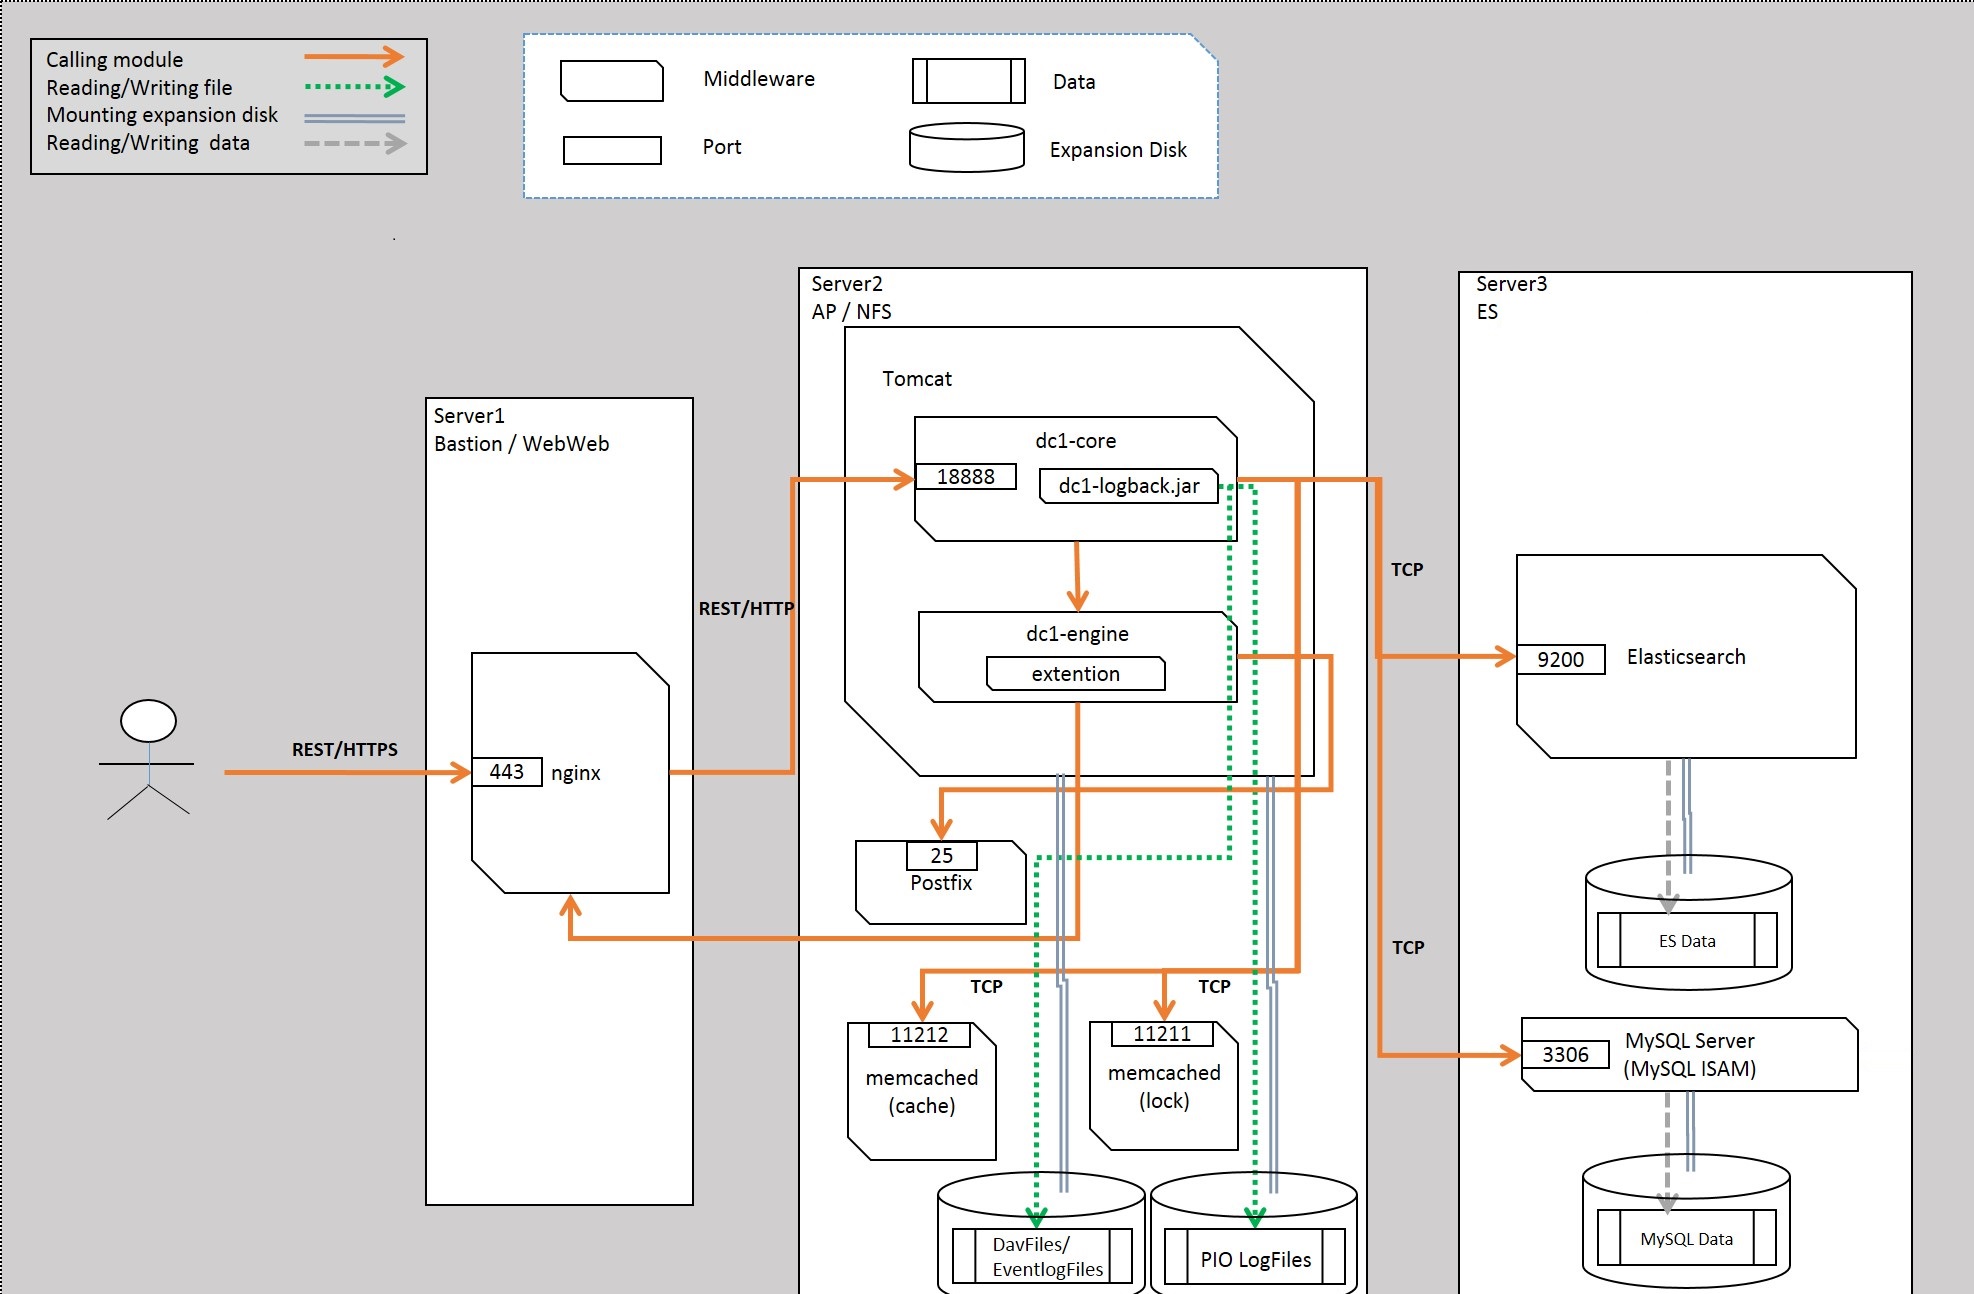 Calling module
Reading/Writing file
Mounting expansion disk
Reading/Writing  data
Middleware
Data
Port
Expansion Disk
Server1
Bastion / WebWeb
REST/HTTPS
443
nginx
REST/HTTP
Server2
AP / NFS
Tomcat
dc1-core
18888
dc1-logback.jar
dc1-engine
extention
25
Postfix
TCP
TCP
11212
memcached
(cache)
11211
memcached
(lock)
DavFiles/
EventlogFiles
PIO LogFiles
TCP
TCP
Server3
ES
9200
Elasticsearch
ES Data
3306
MySQL Server
(MySQL ISAM)
MySQL Data